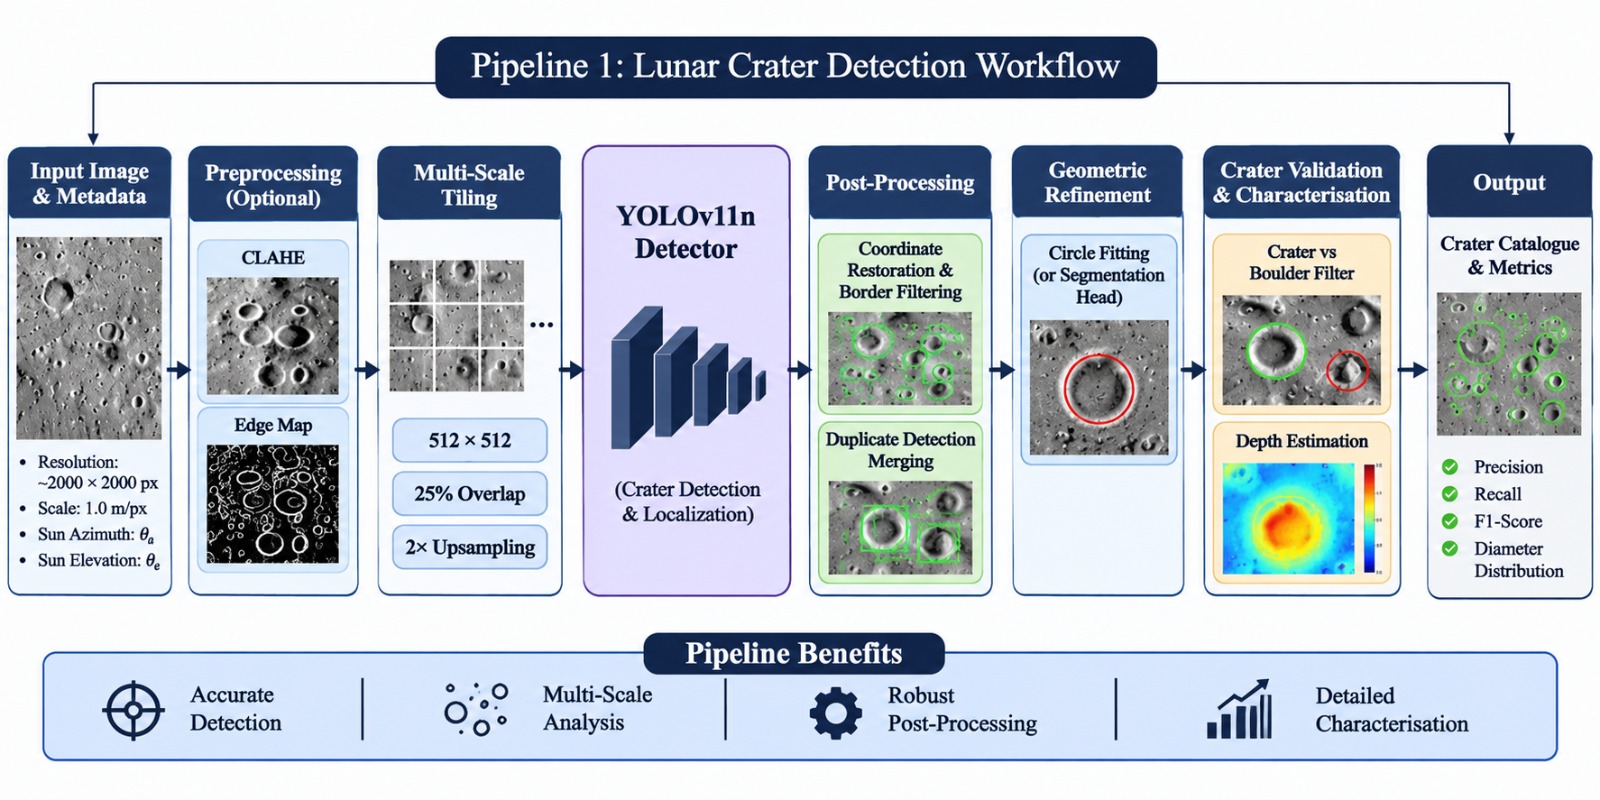 Pipeline 1: Lunar Crater Detection Workflow
Input Image
& Metadata
• Resolution:
~2000 × 2000 px
• Scale: 1.0 m/px
• Sun Azimuth: θₐ
• Sun Elevation: θₑ
Preprocessing
(Optional)
CLAHE
Edge Map
Multi-Scale
Tiling
...
512 × 512
25% Overlap
2× Upsampling
YOLOv11n
Detector
(Crater Detection
& Localization)
Post-Processing
Coordinate
Restoration &
Border Filtering
Duplicate Detection
Merging
Geometric
Refinement
Circle Fitting
(or Segmentation
Head)
Crater Validation
& Characterisation
Crater vs
Boulder Filter
Depth Estimation
Output
Crater Catalogue
& Metrics
Precision
Recall
F1-Score
Diameter
Distribution
Pipeline Benefits
Accurate
Detection
Multi-Scale
Analysis
Robust
Post-Processing
Detailed
Characterisation